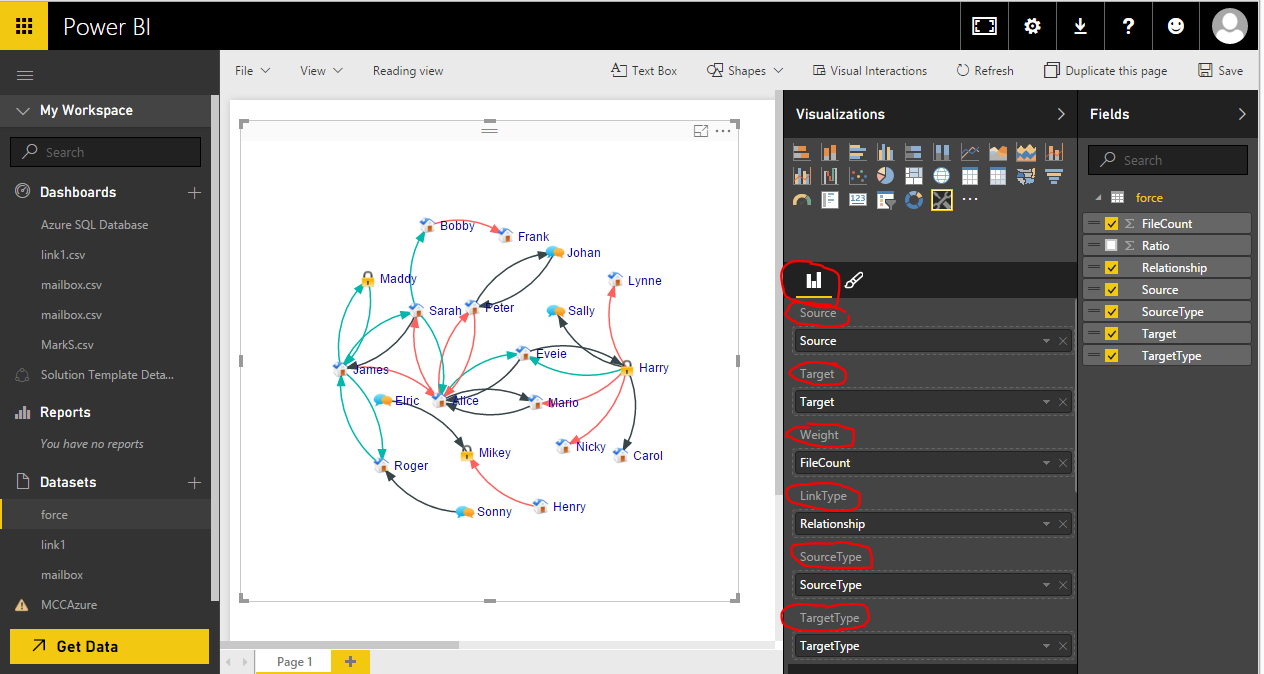 Power BI
?
File View Reading view Text Box Shapes Visual Interactions Refresh Duplicate this page Save
My Workspace
Search
Dashboards
Azure SQL Database
link1.csv
mailbox.csv
mailbox.csv
MarkS.csv
Solution Template Deta...
Reports
You have no reports
Datasets
force
link1
mailbox
MCCAzure
Get Data
Bobby
Frank
Johan
Maddy
Lynne
Sarah
Peter
Sally
Eveie
James
Harry
Elric
Alice
Mario
Nicky
Mikey
Carol
Roger
Henry
Sonny
Page 1
Visualizations
123
Source
Source
Target
Target
Weight
FileCount
LinkType
Relationship
SourceType
SourceType
TargetType
TargetType
Fields
Search
force
Σ FileCount
Σ Ratio
Relationship
Source
SourceType
Target
TargetType